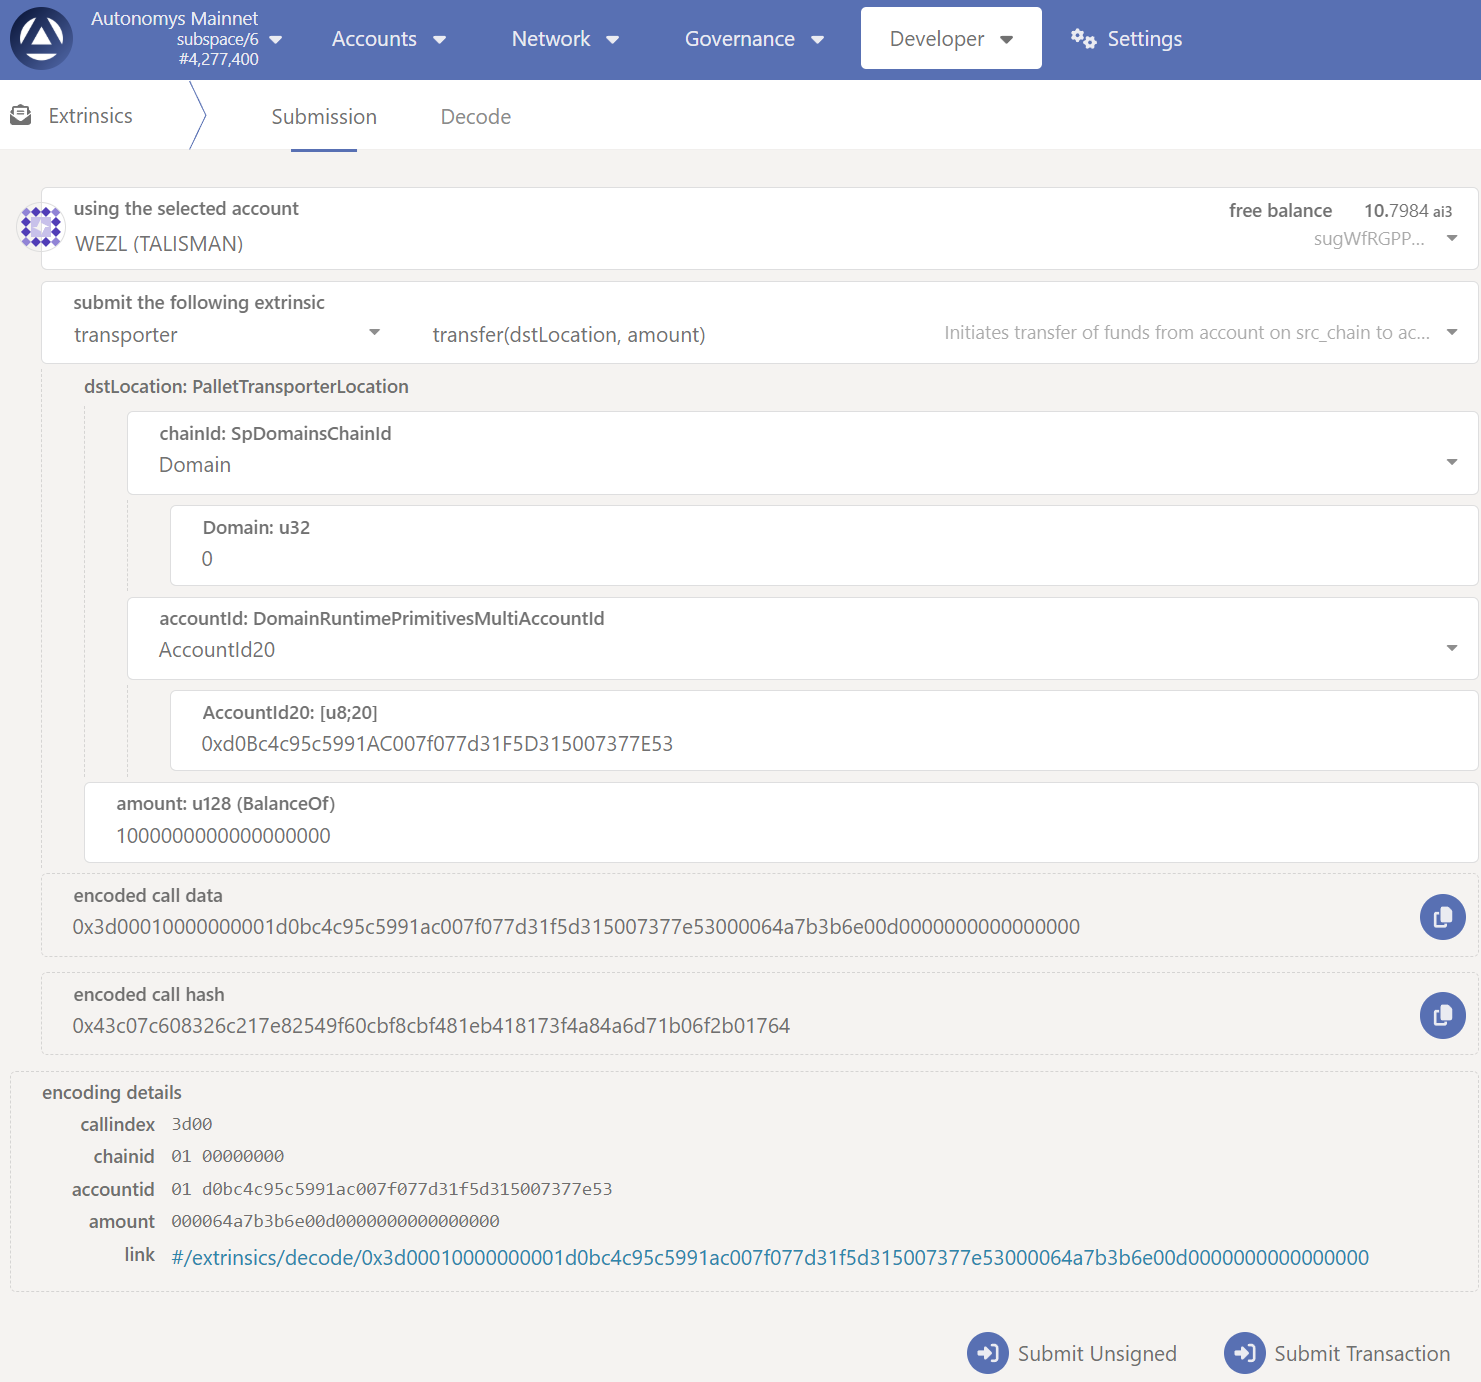 Autonomys Mainnet
subspace/6
#4,277,400
Accounts
Network
Governance
Developer
Settings
Extrinsics
Submission
Decode
using the selected account
WEZL (TALISMAN)
free balance 10.7984 ai3
sugWfRGPP...
submit the following extrinsic
transporter
transfer(dstLocation, amount)
Initiates transfer of funds from account on src_chain to ac...
dstLocation: PalletTransporterLocation
chainId: SpDomainsChainId
Domain
Domain: u32
0
accountId: DomainRuntimePrimitivesMultiAccountId
AccountId20
AccountId20: [u8;20]
0xd0Bc4c95c5991AC007f077d31F5D315007377E53
amount: u128 (BalanceOf)
1000000000000000000
encoded call data
0x3d00010000000001d0bc4c95c5991ac007f077d31f5d315007377e53000064a7b3b6e00d0000000000000000
encoded call hash
0x43c07c608326c217e82549f60cbf8cbf481eb418173f4a84a6d71b06f2b01764
encoding details
callindex 3d00
chainid 01 00000000
accountid 01 d0bc4c95c5991ac007f077d31f5d315007377e53
amount 000064a7b3b6e00d0000000000000000
link #/extrinsics/decode/0x3d00010000000001d0bc4c95c5991ac007f077d31f5d315007377e53000064a7b3b6e00d0000000000000000
Submit Unsigned
Submit Transaction